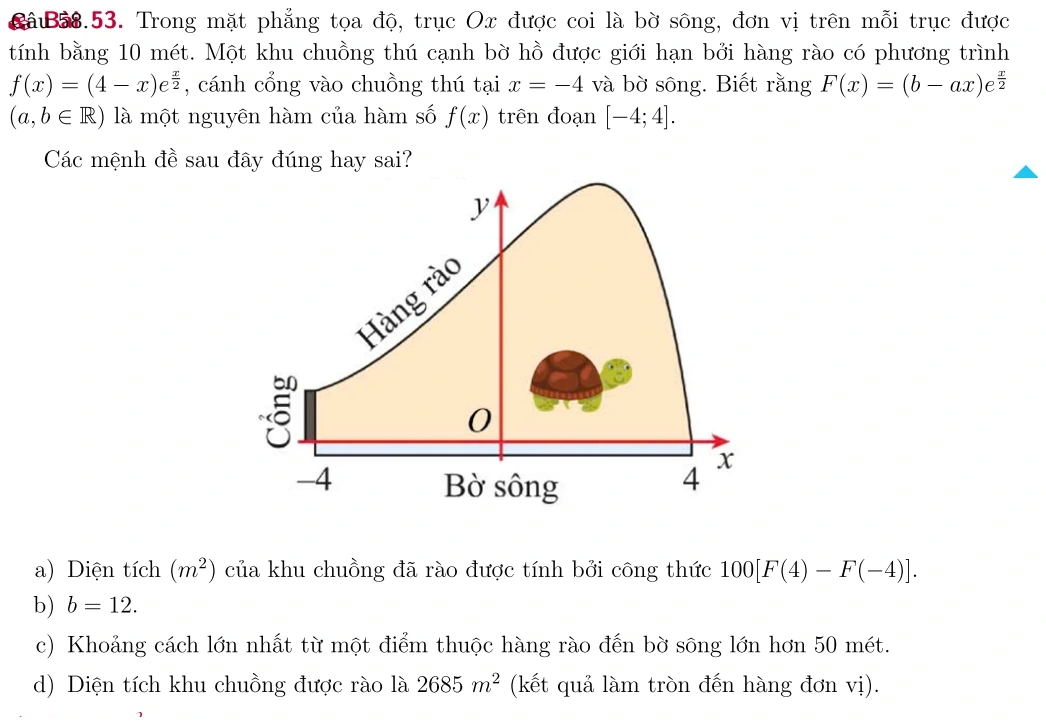 Câu 58.53. Trong mặt phẳng tọa độ, trục Ox được coi là bờ sông, đơn vị trên mỗi trục được
tính bằng 10 mét. Một khu chuồng thú cạnh bờ hồ được giới hạn bởi hàng rào có phương trình
f(x) = (4 − x)e^{x/2}, cánh cổng vào chuồng thú tại x = −4 và bờ sông. Biết rằng F(x) = (b − ax)e^{x/2}
(a, b ∈ ℝ) là một nguyên hàm của hàm số f(x) trên đoạn [−4; 4].
Các mệnh đề sau đây đúng hay sai?
y
Hàng rào
Cổng
O
x
−4
Bờ sông
4
a) Diện tích (m²) của khu chuồng đã rào được tính bởi công thức 100[F(4) − F(−4)].
b) b = 12.
c) Khoảng cách lớn nhất từ một điểm thuộc hàng rào đến bờ sông lớn hơn 50 mét.
d) Diện tích khu chuồng được rào là 2685 m² (kết quả làm tròn đến hàng đơn vị).